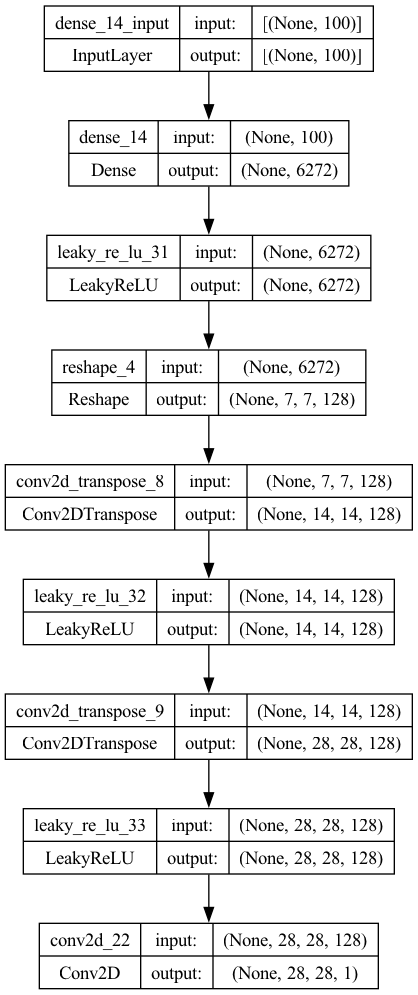 dense_14_input input: [(None, 100)]
InputLayer output: [(None, 100)]
dense_14 input: (None, 100)
Dense output: (None, 6272)
leaky_re_lu_31 input: (None, 6272)
LeakyReLU output: (None, 6272)
reshape_4 input: (None, 6272)
Reshape output: (None, 7, 7, 128)
conv2d_transpose_8 input: (None, 7, 7, 128)
Conv2DTranspose output: (None, 14, 14, 128)
leaky_re_lu_32 input: (None, 14, 14, 128)
LeakyReLU output: (None, 14, 14, 128)
conv2d_transpose_9 input: (None, 14, 14, 128)
Conv2DTranspose output: (None, 28, 28, 128)
leaky_re_lu_33 input: (None, 28, 28, 128)
LeakyReLU output: (None, 28, 28, 128)
conv2d_22 input: (None, 28, 28, 128)
Conv2D output: (None, 28, 28, 1)